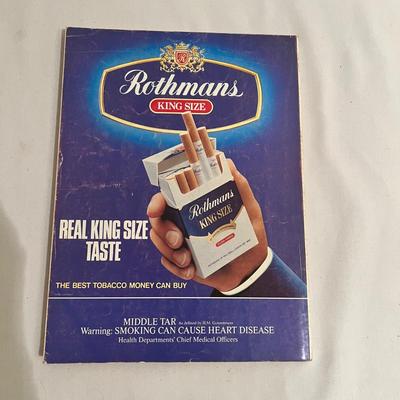 R
Rothmans
KING SIZE
Rothmans
KING SIZE
REAL KING SIZE
TASTE
THE BEST TOBACCO MONEY CAN BUY
MIDDLE TAR As defined by H.M. Government
Warning: SMOKING CAN CAUSE HEART DISEASE
Health Departments' Chief Medical Officers